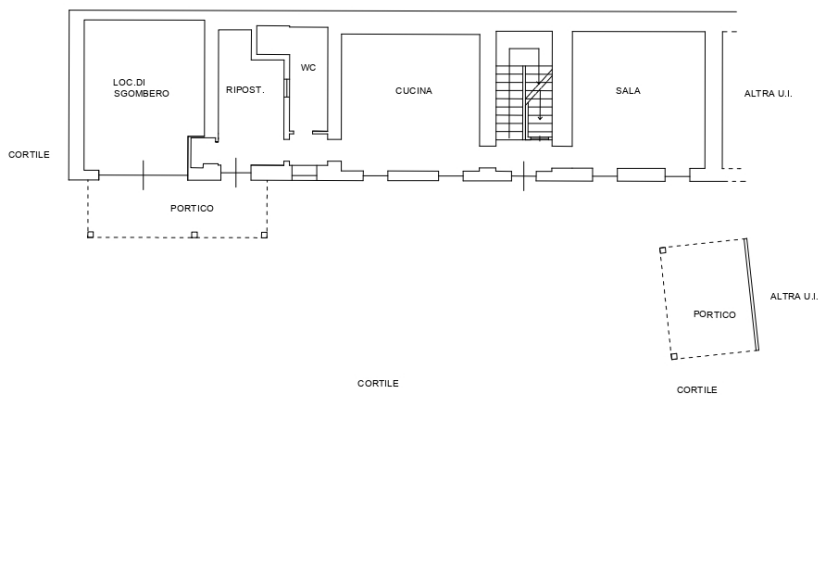 LOC.DI
SGOMBERO
RIPOST.
WC
CUCINA
SALA
ALTRA U.I.
CORTILE
PORTICO
ALTRA U.I.
PORTICO
CORTILE
CORTILE